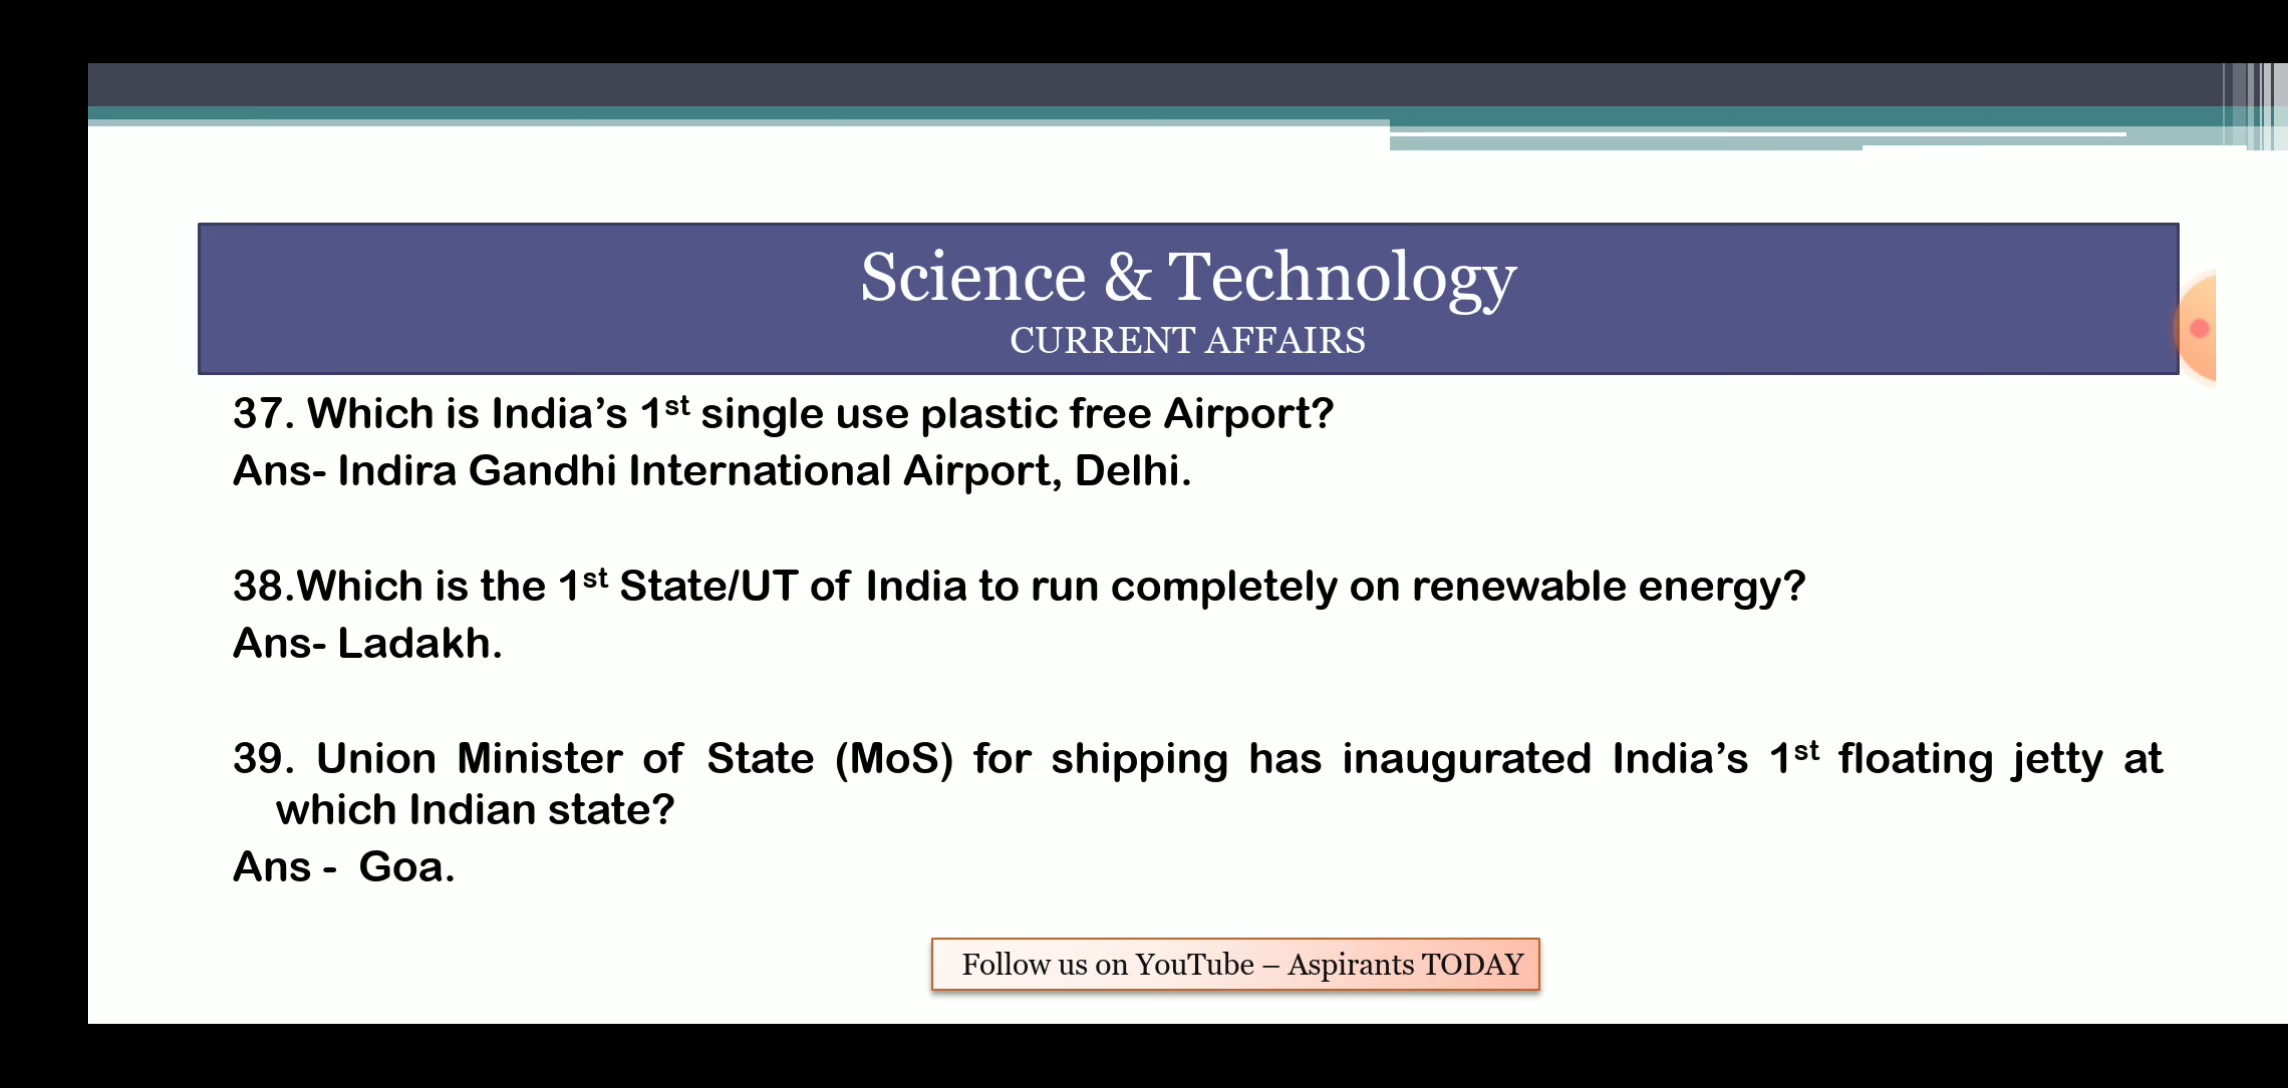 Science & Technology
CURRENT AFFAIRS
37. Which is India’s 1st single use plastic free Airport?
Ans- Indira Gandhi International Airport, Delhi.
38.Which is the 1st State/UT of India to run completely on renewable energy?
Ans- Ladakh.
39. Union Minister of State (MoS) for shipping has inaugurated India’s 1st floating jetty at
which Indian state?
Ans - Goa.
Follow us on YouTube – Aspirants TODAY